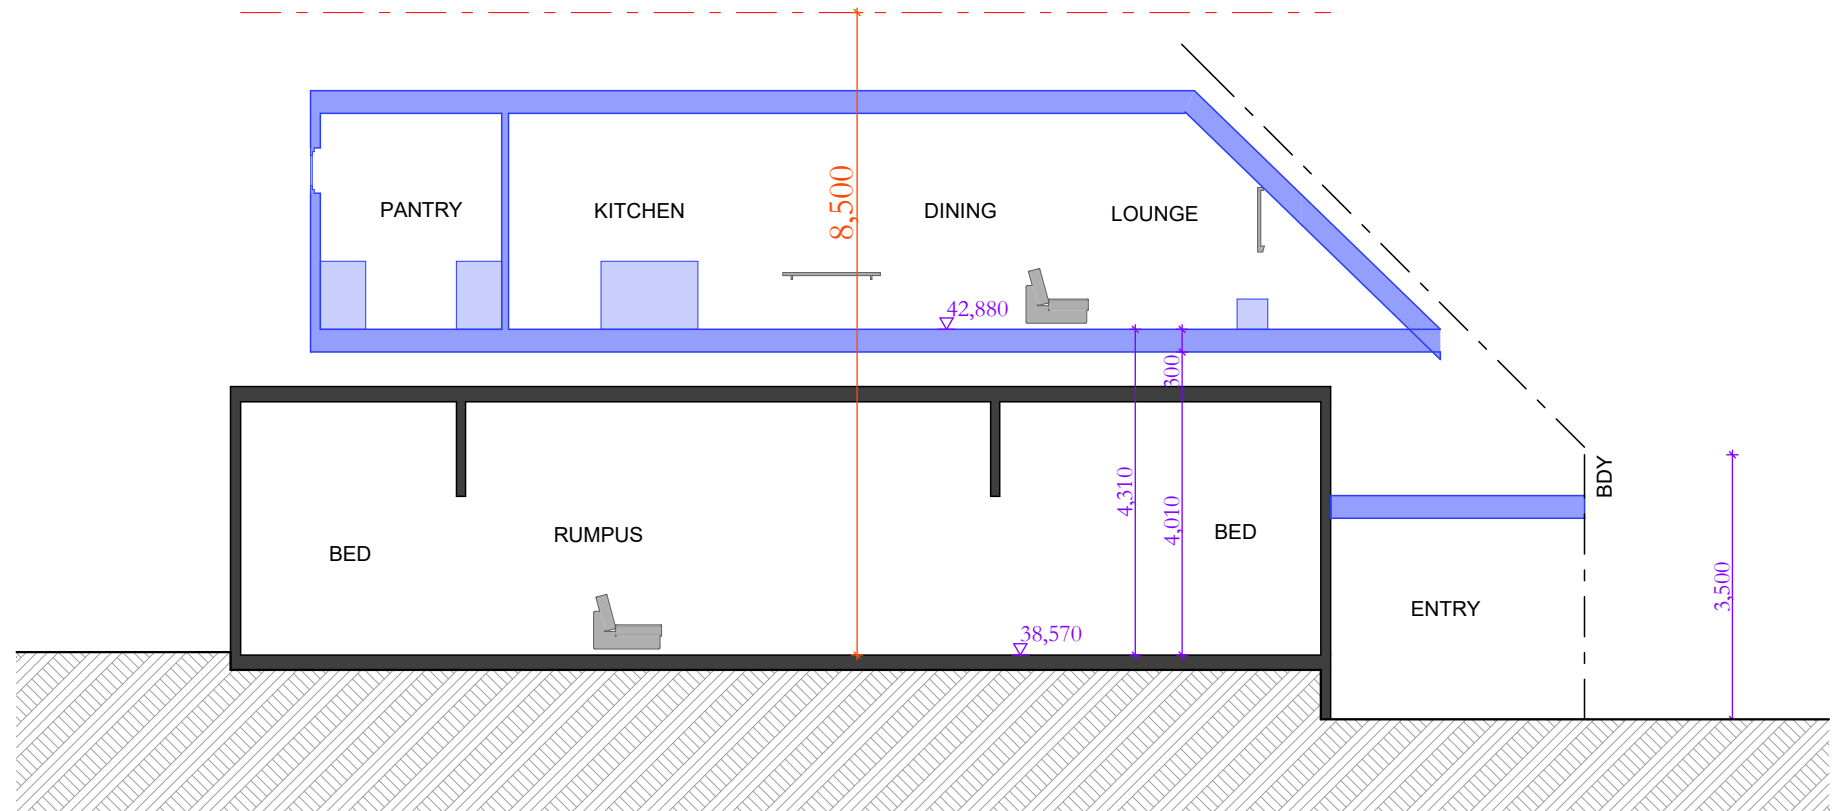 8,500
PANTRY
KITCHEN
DINING
LOUNGE
42,880
300
4,310
4,010
BDY
BED
RUMPUS
BED
3,500
ENTRY
38,570